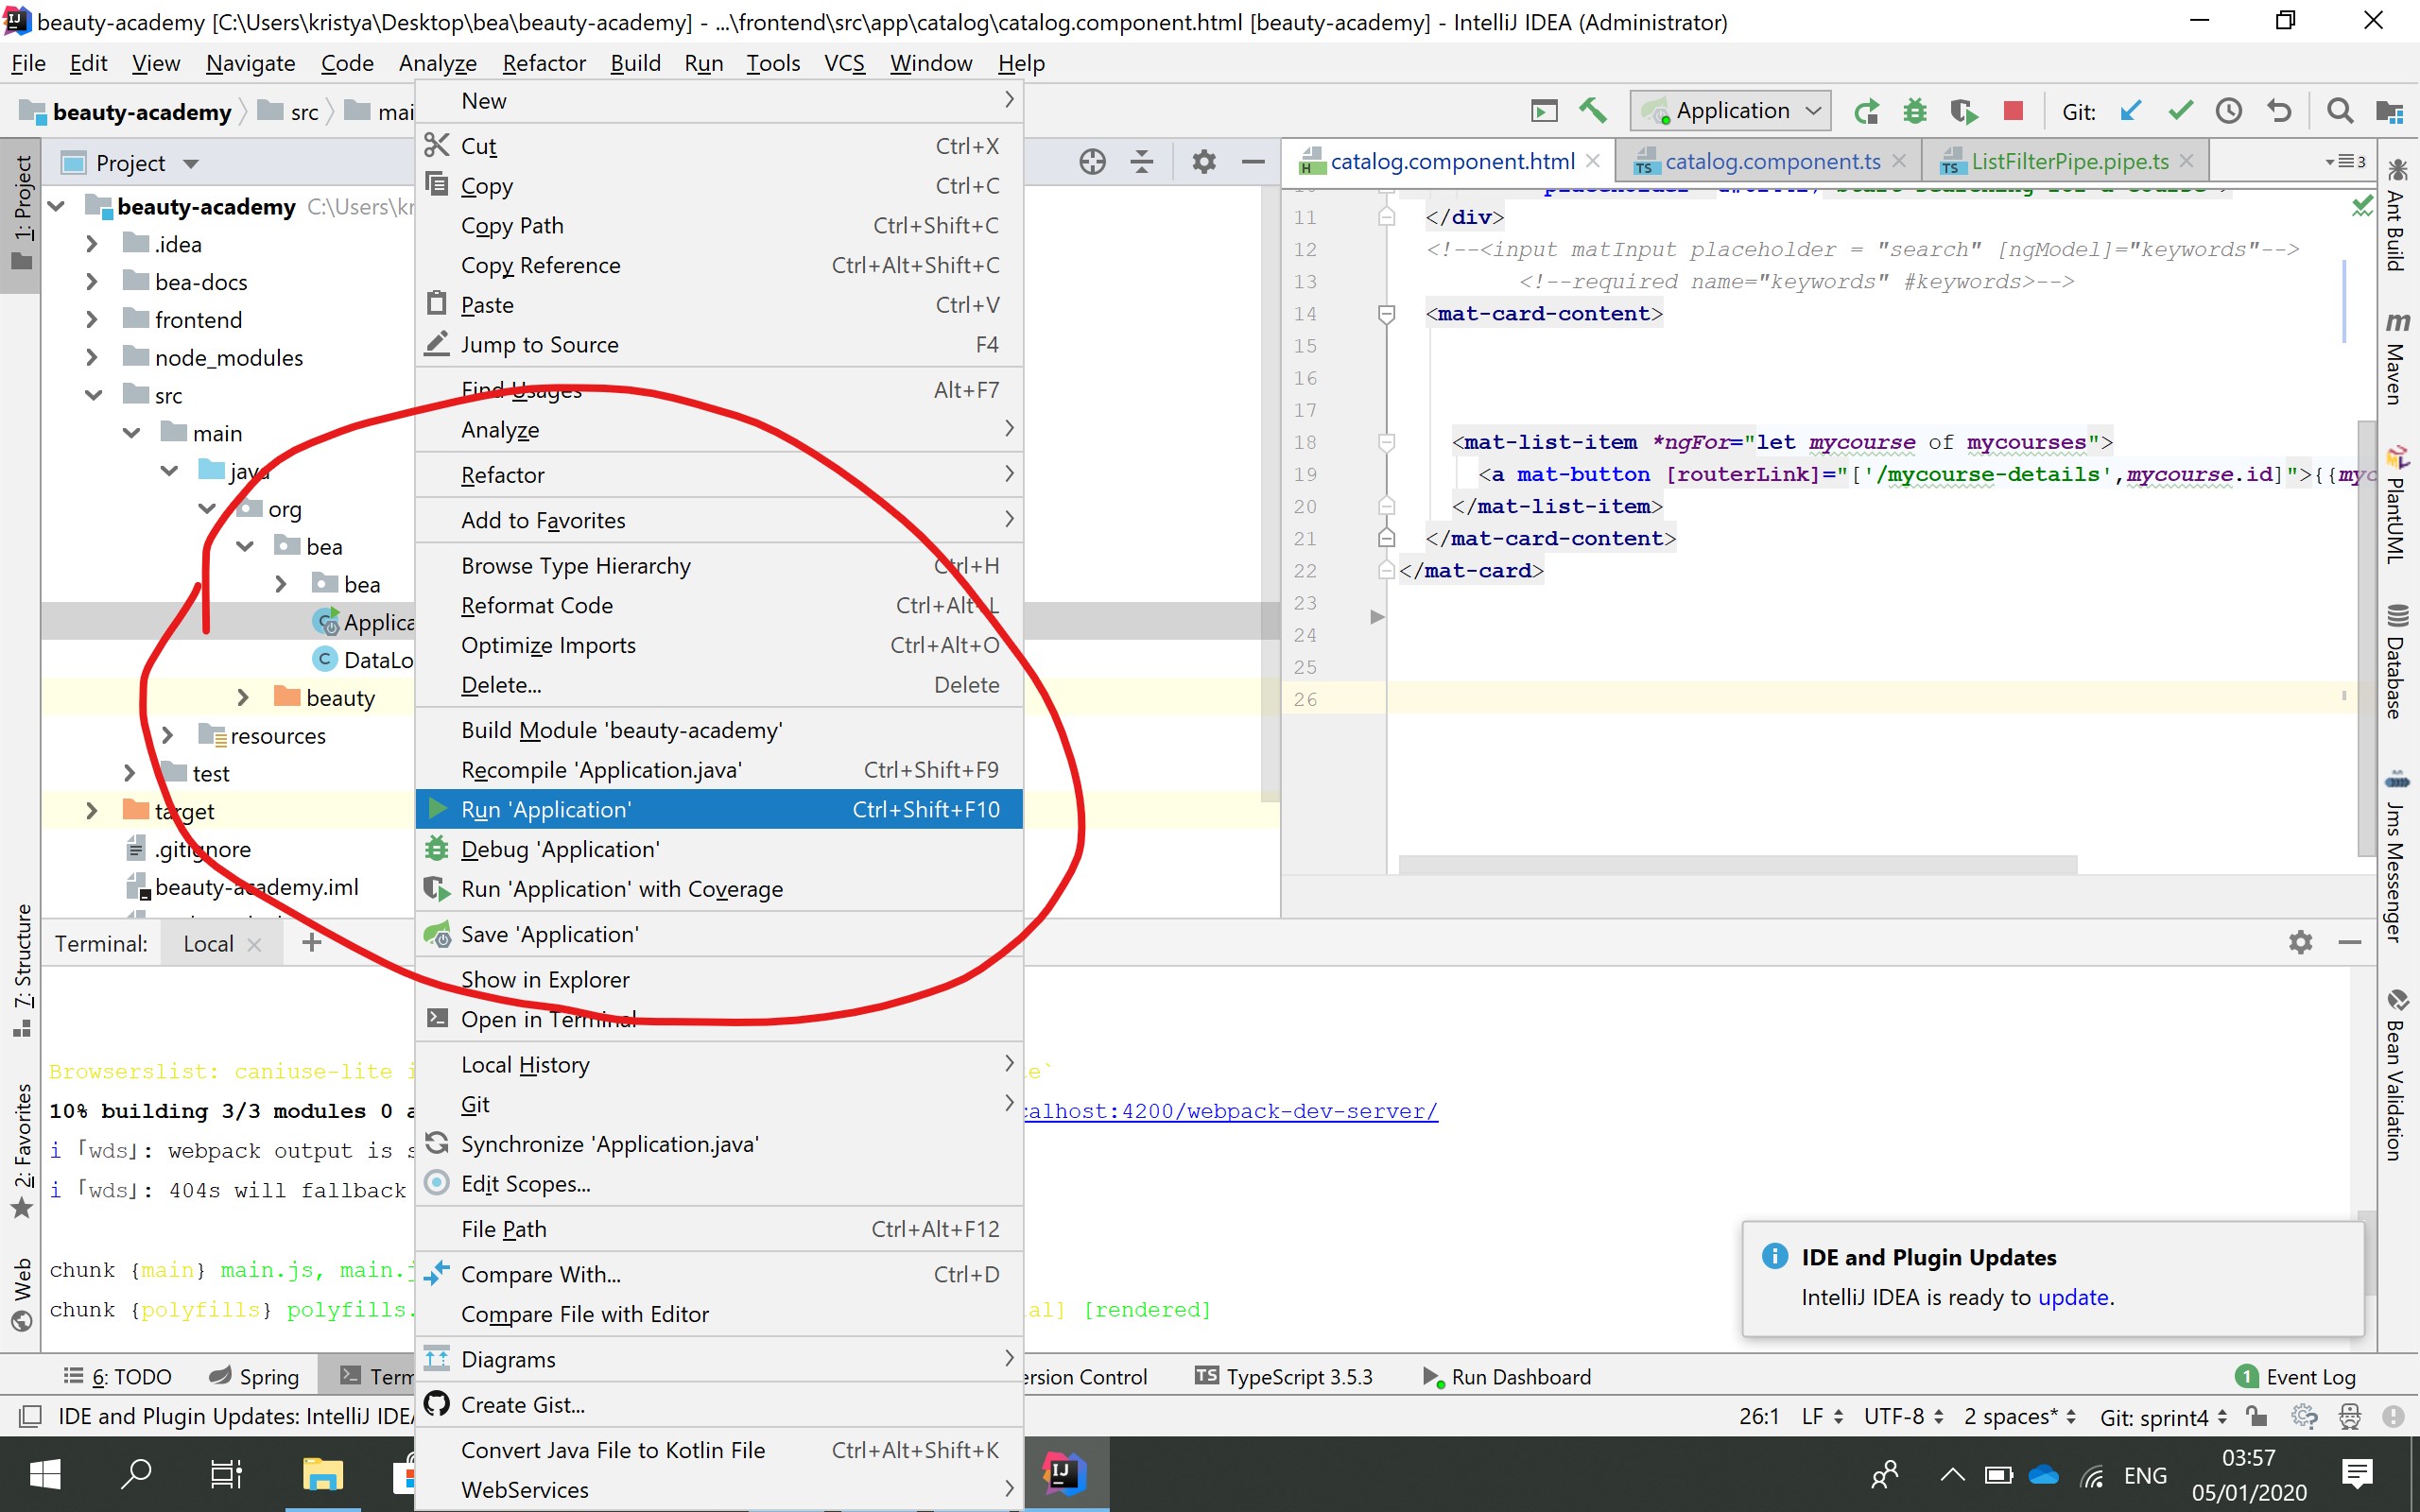 beauty-academy [C:\Users\kristya\Desktop\bea\beauty-academy] - ...\frontend\src\app\catalog\catalog.component.html [beauty-academy] - IntelliJ IDEA (Administrator)
File Edit View Navigate Code Analyze Refactor Build Run Tools VCS Window Help
beauty-academy src mai
Application
Git:
1: Project
Project
catalog.component.html
catalog.component.ts
ListFilterPipe.pipe.ts
3
beauty-academy C:\Users\kr
.idea
bea-docs
frontend
node_modules
src
main
java
org
bea
bea
Applica
DataLo
beauty
resources
test
target
.gitignore
beauty-academy.iml
New
Cut Ctrl+X
Copy Ctrl+C
Copy Path Ctrl+Shift+C
Copy Reference Ctrl+Alt+Shift+C
Paste Ctrl+V
Jump to Source F4
Find Usages Alt+F7
Analyze
Refactor
Add to Favorites
Browse Type Hierarchy Ctrl+H
Reformat Code Ctrl+Alt+L
Optimize Imports Ctrl+Alt+O
Delete... Delete
Build Module 'beauty-academy'
Recompile 'Application.java' Ctrl+Shift+F9
Run 'Application' Ctrl+Shift+F10
Debug 'Application'
Run 'Application' with Coverage
Save 'Application'
Show in Explorer
Open in Terminal
Local History
Git
Synchronize 'Application.java'
Edit Scopes...
File Path Ctrl+Alt+F12
Compare With... Ctrl+D
Compare File with Editor
Diagrams
Create Gist...
Convert Java File to Kotlin File Ctrl+Alt+Shift+K
WebServices
11 </div>
12 <!--<input matInput placeholder = "search" [ngModel]="keywords"-->
13 <!--required name="keywords" #keywords>-->
14 <mat-card-content>
15
16
17
18 <mat-list-item *ngFor="let mycourse of mycourses">
19 <a mat-button [routerLink]="['/mycourse-details',mycourse.id]">{{myc
20 </mat-list-item>
21 </mat-card-content>
22 </mat-card>
23
24
25
26
Ant Build
Maven
PlantUML
Database
Jms Messenger
Bean Validation
7: Structure
2: Favorites
Web
Terminal: Local
Browserslist: caniuse-lite i
e`
10% building 3/3 modules 0 a
calhost:4200/webpack-dev-server/
i ｢wds｣: webpack output is s
i ｢wds｣: 404s will fallback
chunk {main} main.js, main.j
chunk {polyfills} polyfills.
ial] [rendered]
IDE and Plugin Updates
IntelliJ IDEA is ready to update.
6: TODO
Spring
Term
ersion Control
TypeScript 3.5.3
Run Dashboard
1 Event Log
IDE and Plugin Updates: IntelliJ IDEA
26:1 LF UTF-8 2 spaces* Git: sprint4
ENG
03:57
05/01/2020